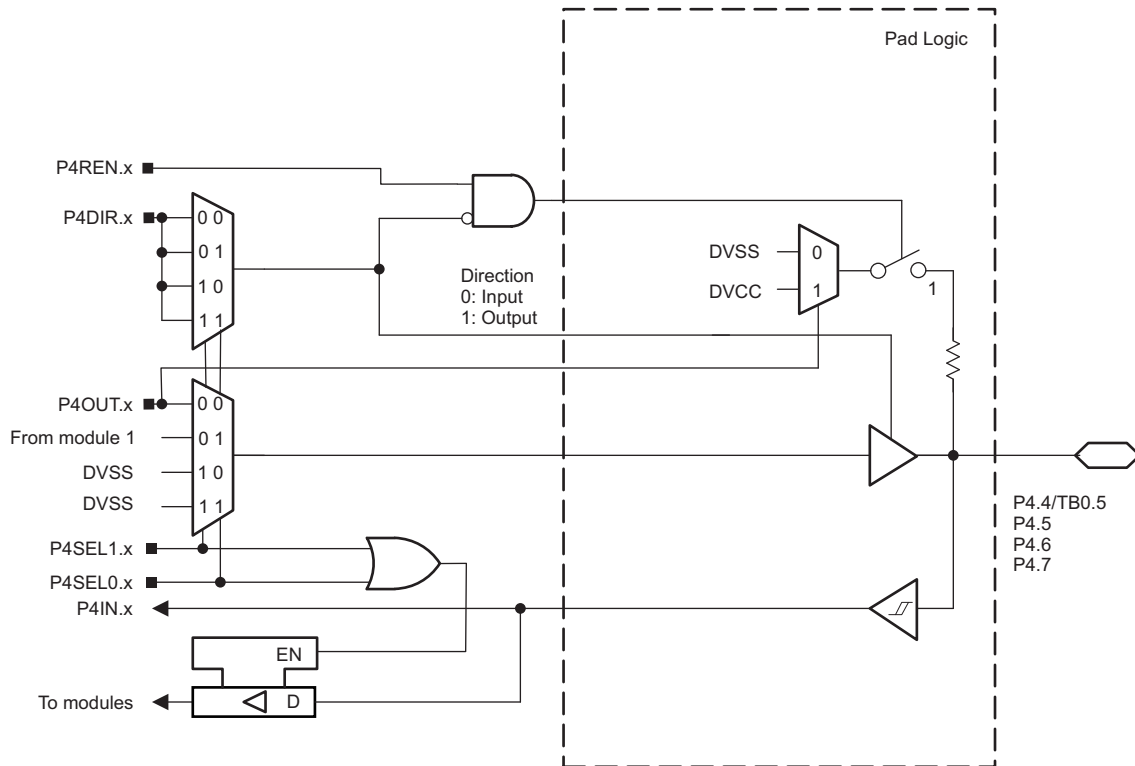 Pad Logic
P4REN.x
P4DIR.x
0 0
0 1
1 0
1 1
Direction
0: Input
1: Output
DVSS
0
DVCC
1
1
P4OUT.x
0 0
From module 1
0 1
DVSS
1 0
DVSS
1 1
P4.4/TB0.5
P4.5
P4.6
P4.7
P4SEL1.x
P4SEL0.x
P4IN.x
EN
To modules
D